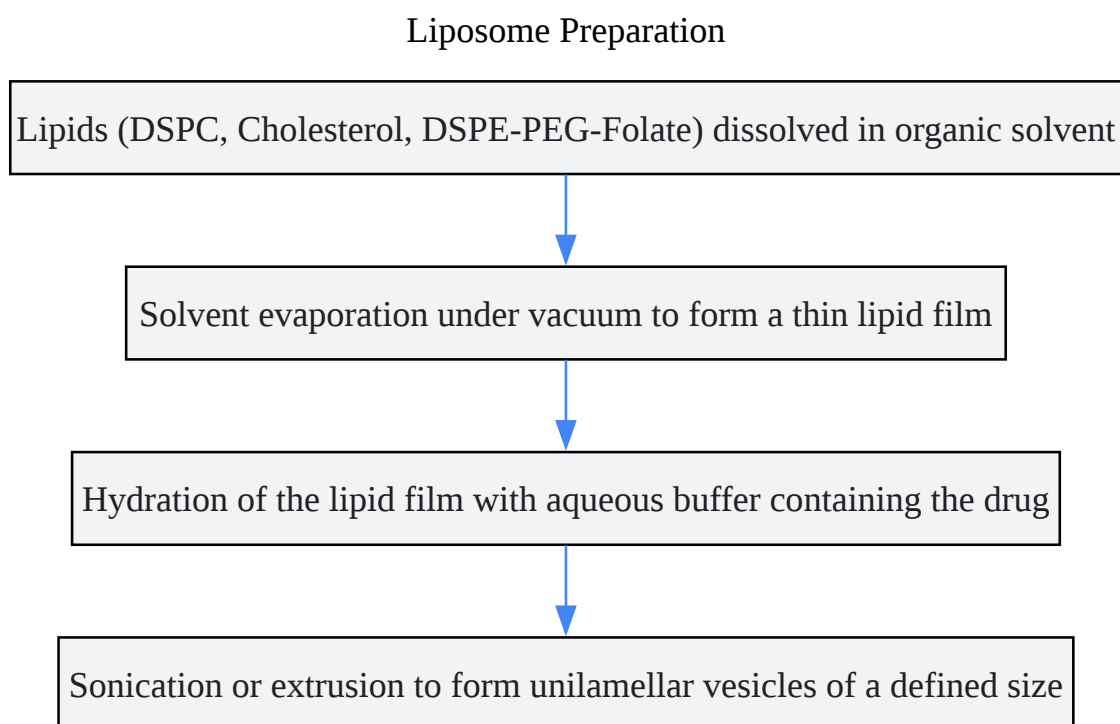 Liposome Preparation
Lipids (DSPC, Cholesterol, DSPE-PEG-Folate) dissolved in organic solvent
Solvent evaporation under vacuum to form a thin lipid film
Hydration of the lipid film with aqueous buffer containing the drug
Sonication or extrusion to form unilamellar vesicles of a defined size